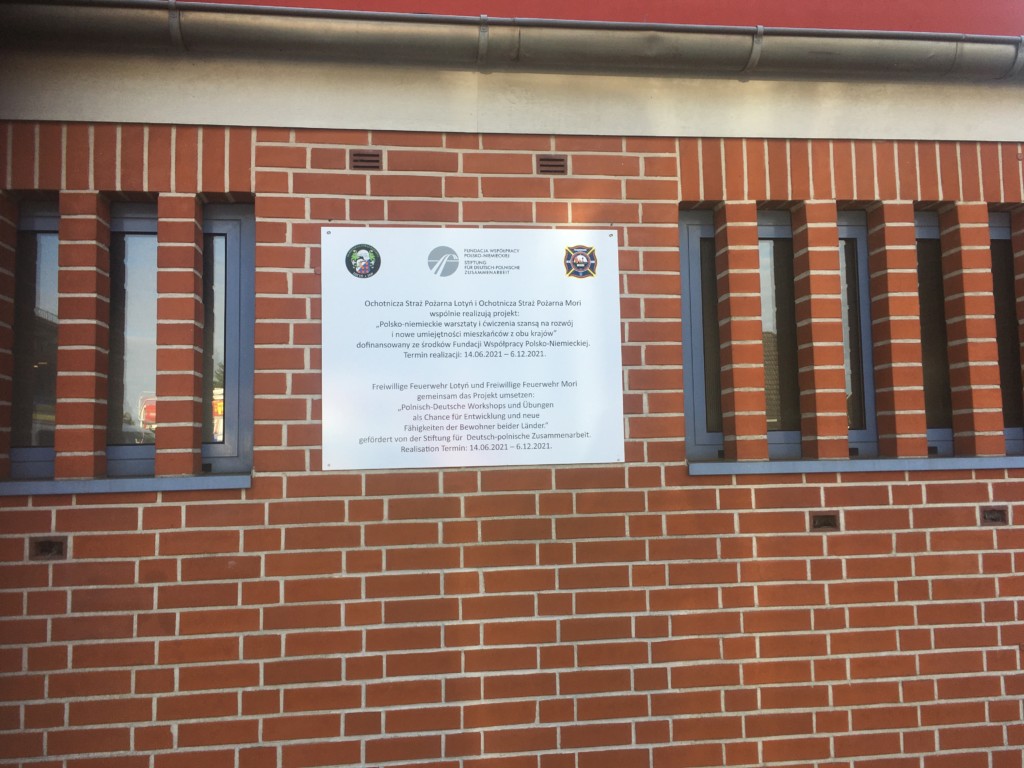 FUNDACJA WSPÓŁPRACY
POLSKO-NIEMIECKIEJ
STIFTUNG
FÜR DEUTSCH-POLNISCHE
ZUSAMMENARBEIT
Ochotnicza Straż Pożarna Lotyń i Ochotnicza Straż Pożarna Mori
wspólnie realizują projekt:
„Polsko-niemieckie warsztaty i ćwiczenia szansą na rozwój
i nowe umiejętności mieszkańców z obu krajów"
dofinansowany ze środków Fundacji Współpracy Polsko-Niemieckiej.
Termin realizacji: 14.06.2021 – 6.12.2021.
Freiwillige Feuerwehr Lotyń und Freiwillige Feuerwehr Mori
gemeinsam das Projekt umsetzen:
„Polnisch-Deutsche Workshops und Übungen
als Chance für Entwicklung und neue
Fähigkeiten der Bewohner beider Länder."
gefördert von der Stiftung für Deutsch-polnische Zusammenarbeit.
Realisation Termin: 14.06.2021 – 6.12.2021.